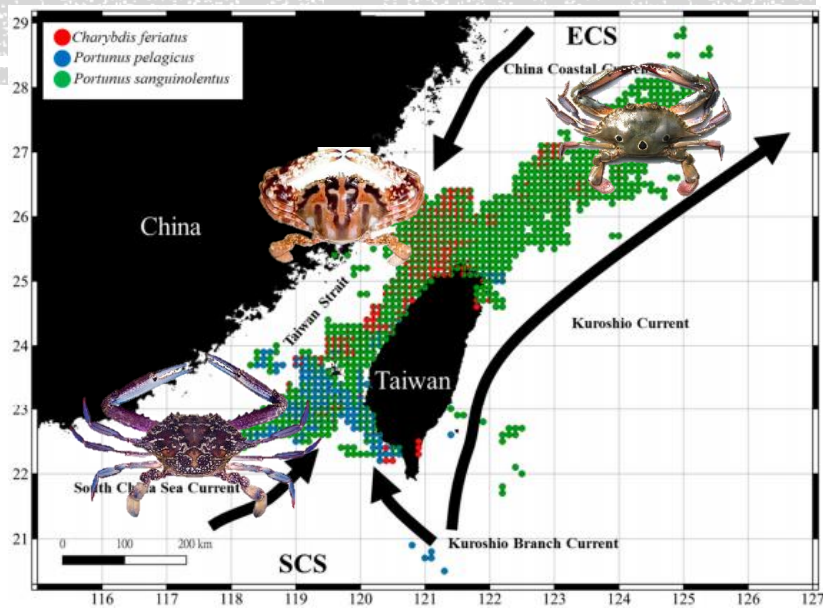 29
Charybdis feriatus
Portunus pelagicus
Portunus sanguinolentus
ECS
China Coastal Current
28
27
26
25
24
23
22
21
China
Taiwan Strait
Taiwan
Kuroshio Current
South China Sea Current
Kuroshio Branch Current
SCS
0 100 200 km
116 117 118 119 120 121 122 123 124 125 126 127